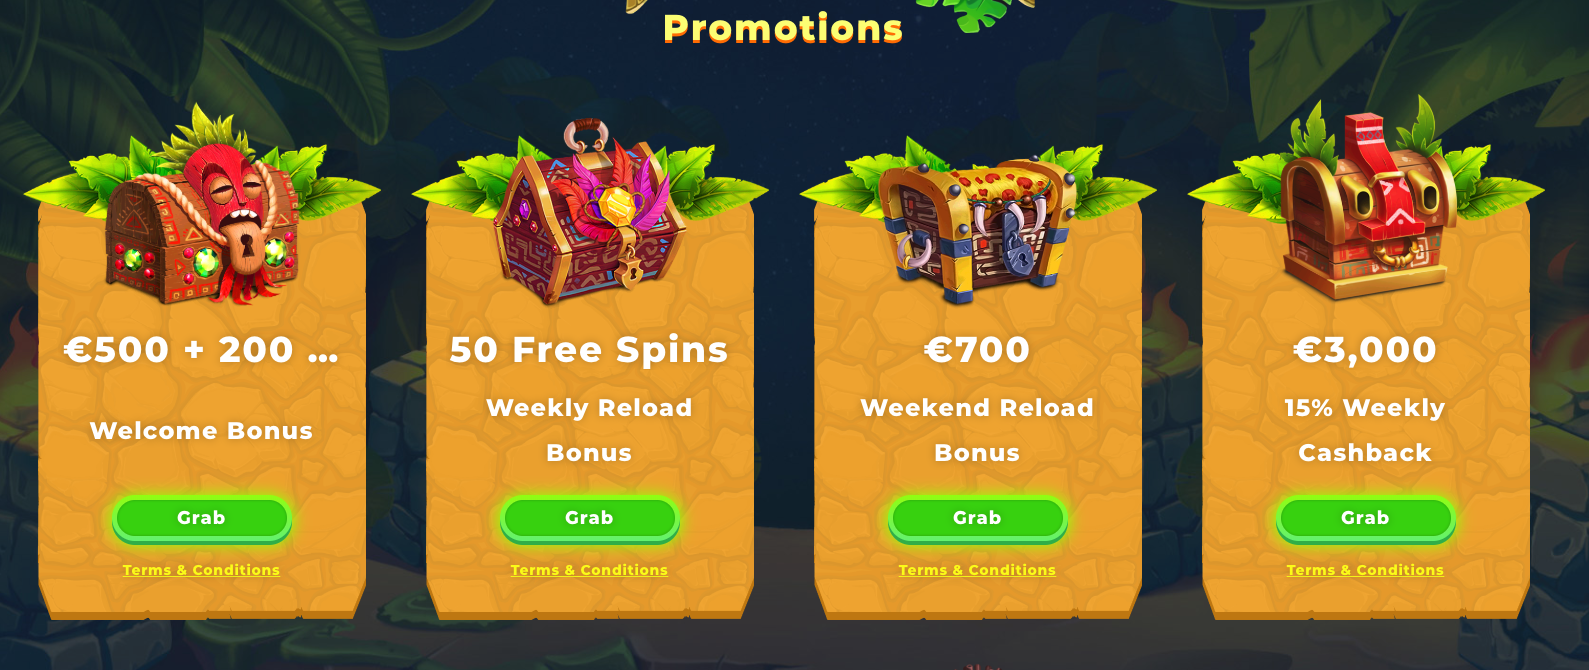 Promotions
€500 + 200 ...
Welcome Bonus
Grab
Terms & Conditions
50 Free Spins
Weekly Reload
Bonus
Grab
Terms & Conditions
€700
Weekend Reload
Bonus
Grab
Terms & Conditions
€3,000
15% Weekly
Cashback
Grab
Terms & Conditions